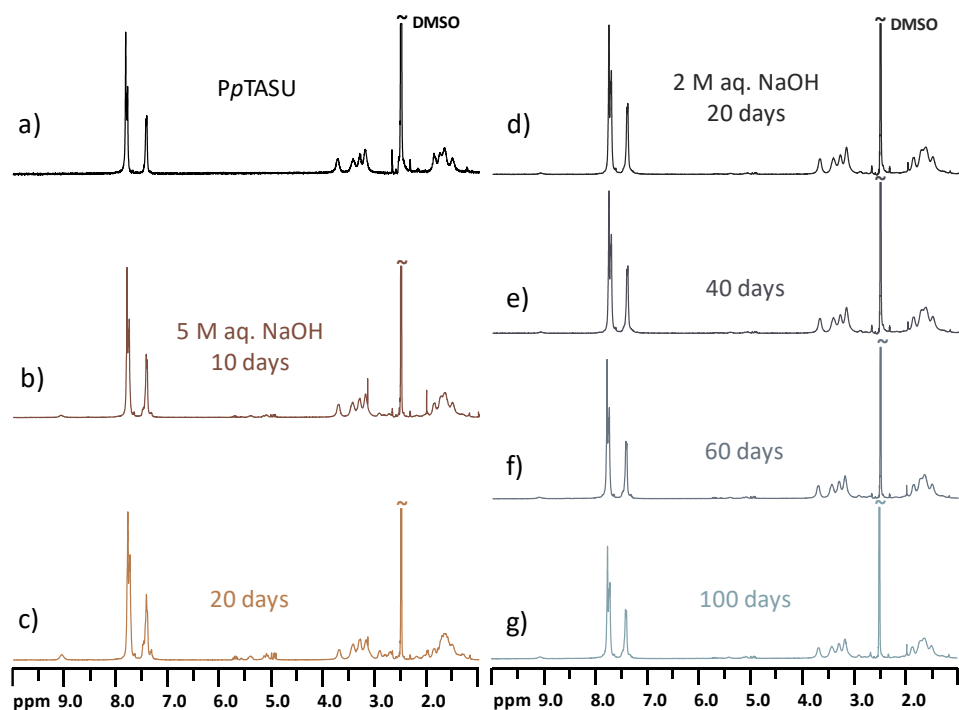 ~ DMSO
PpTASU
a)
~
5 M aq. NaOH
10 days
b)
~
20 days
c)
ppm 9.0 8.0 7.0 6.0 5.0 4.0 3.0 2.0
~ DMSO
2 M aq. NaOH
20 days
d)
~
40 days
e)
~
60 days
f)
~
100 days
g)
ppm 9.0 8.0 7.0 6.0 5.0 4.0 3.0 2.0